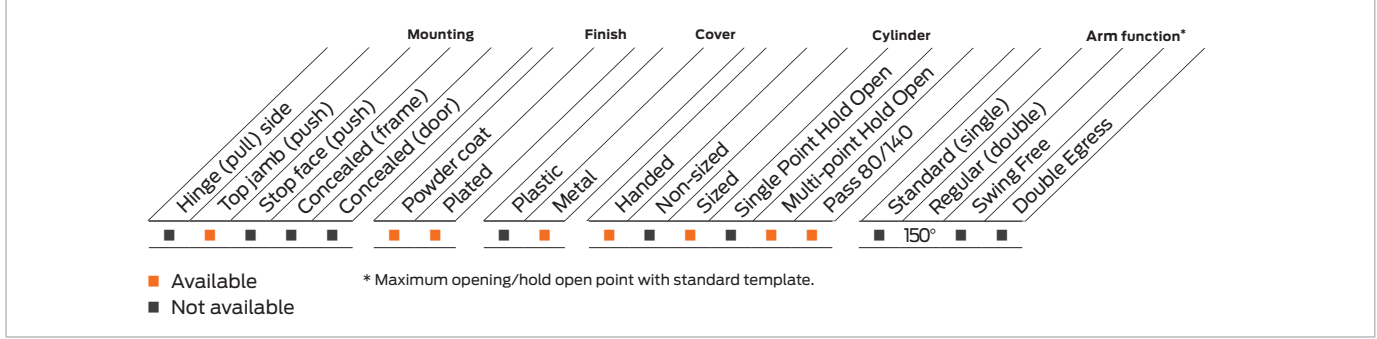 Mounting Finish Cover Cylinder Arm function*
Hinge (pull) side
Top jamb (push)
Stop face (push)
Concealed (frame)
Concealed (door)
Powder coat
Plated
Plastic
Metal
Handed
Non-sized
Sized
Single Point Hold Open
Multi-point Hold Open
Pass 80/140
Standard (single)
Regular (double)
Swing Free
Double Egress
150°
Available
* Maximum opening/hold open point with standard template.
Not available